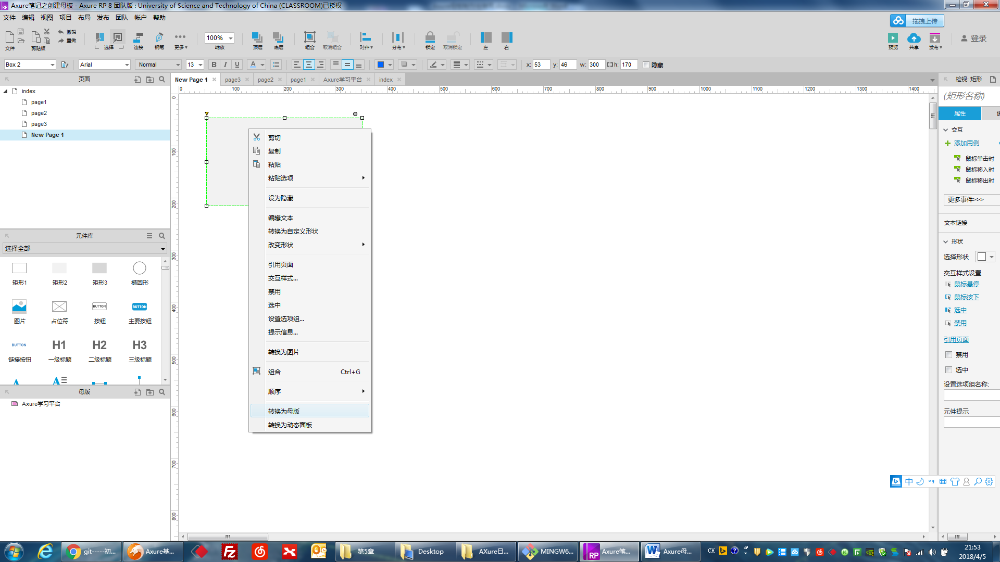 Axure笔记之创建母板 - Axure RP 8 团队版 : University of Science and Technology of China (CLASSROOM)已授权
文件 编辑 视图 项目 布局 发布 团队 帐户 帮助
拖拽上传
撤销
重做
文件 剪贴板 选择 连接 钢笔 更多 100% 缩放 顶层 底层 组合 取消组合 对齐 分布 锁定 取消锁定 左 右 预览 共享 发布 登录
Box 2 Arial Normal 13 B I U x: 53 y: 46 w: 300 h: 170 隐藏
页面
index
page1
page2
page3
New Page 1
New Page 1 page3 page2 page1 Axure学习平台 index
0 100 200 300 400 500 600 700 800 900 1000 1100 1200 1300 1400
0
100
200
300
400
500
600
700
800
剪切
复制
粘贴
粘贴选项
设为隐藏
编辑文本
转换为自定义形状
改变形状
引用页面
交互样式...
禁用
选中
设置选项组...
提示信息...
转换为图片
组合 Ctrl+G
顺序
转换为母版
转换为动态面板
元件库
选择全部
矩形1 矩形2 矩形3 椭圆形
BUTTON BUTTON
图片 占位符 按钮 主要按钮
BUTTON H1 H2 H3
链接按钮 一级标题 二级标题 三级标题
母版
Axure学习平台
检视: 矩形
(矩形名称)
属性
交互
添加用例
鼠标单击时
鼠标移入时
鼠标移出时
更多事件>>>
文本链接
形状
选择形状
交互样式设置
鼠标悬停
鼠标按下
选中
禁用
引用页面
禁用
选中
设置选项组名称:
元件提示
中
git-----初... Axure基... 第5章 Desktop AXure日... MINGW6... Axure笔... Axure母... CH
21:53
2018/4/5